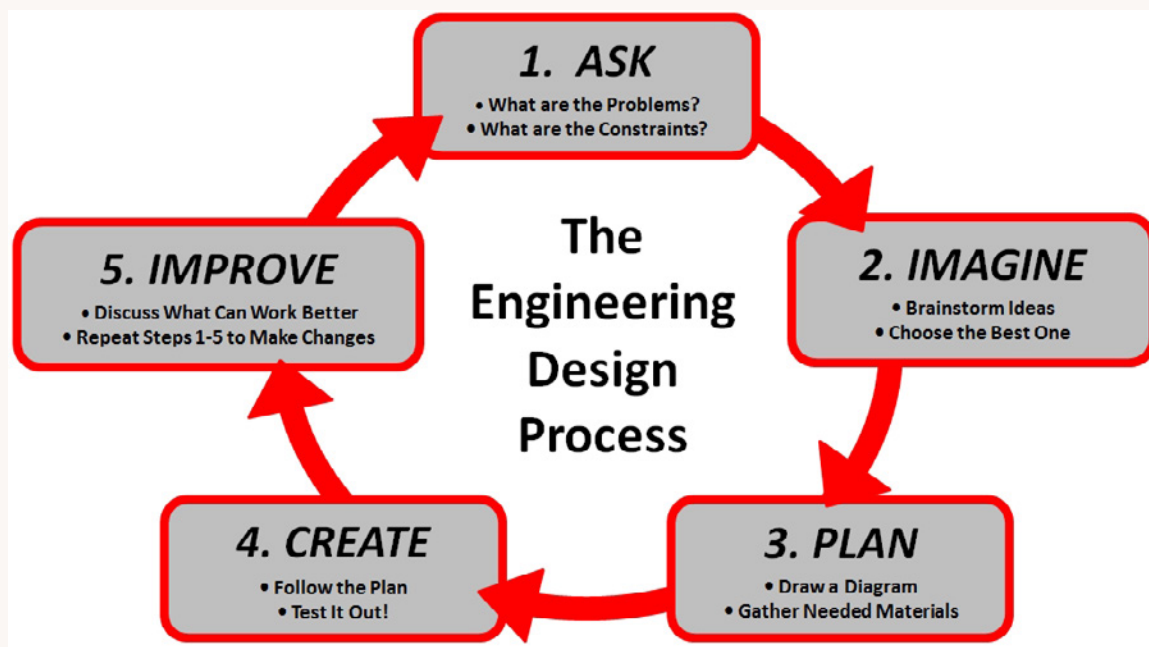 1. ASK
• What are the Problems?
• What are the Constraints?
2. IMAGINE
• Brainstorm Ideas
• Choose the Best One
3. PLAN
• Draw a Diagram
• Gather Needed Materials
4. CREATE
• Follow the Plan
• Test It Out!
5. IMPROVE
• Discuss What Can Work Better
• Repeat Steps 1-5 to Make Changes
The
Engineering
Design
Process